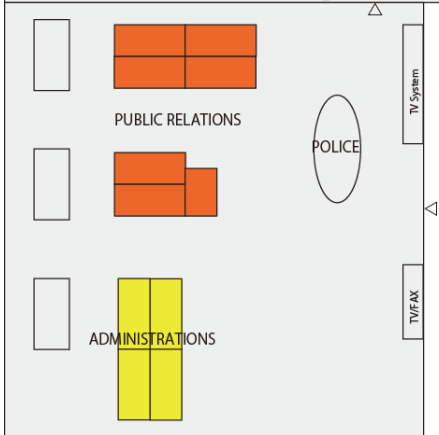 TV System
PUBLIC RELATIONS
POLICE
TV/FAX
ADMINISTRATIONS